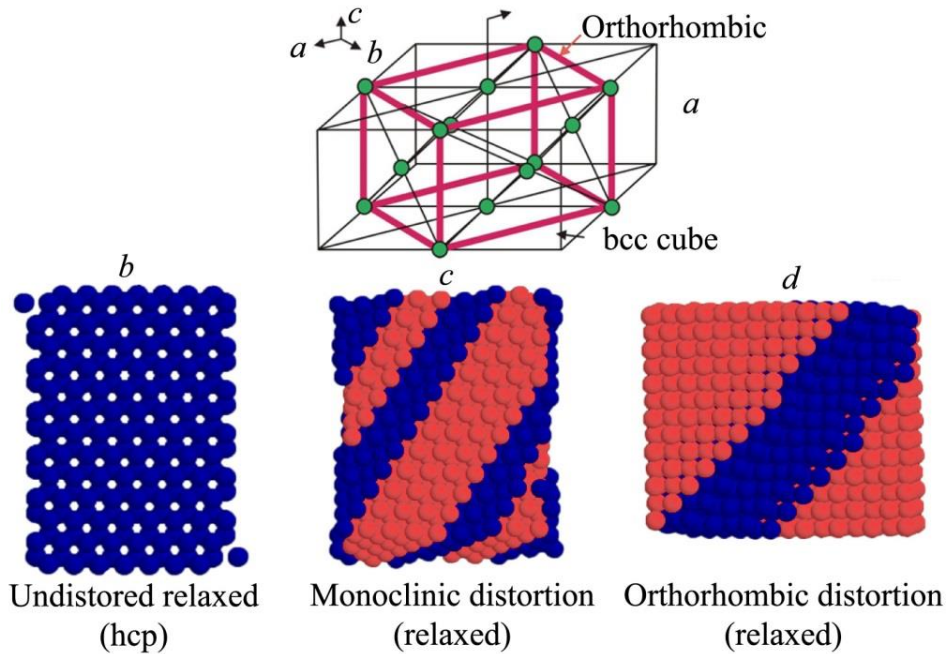 c
a
b
Orthorhombic
a
bcc cube
b
c
d
Undistored relaxed
(hcp)
Monoclinic distortion
(relaxed)
Orthorhombic distortion
(relaxed)